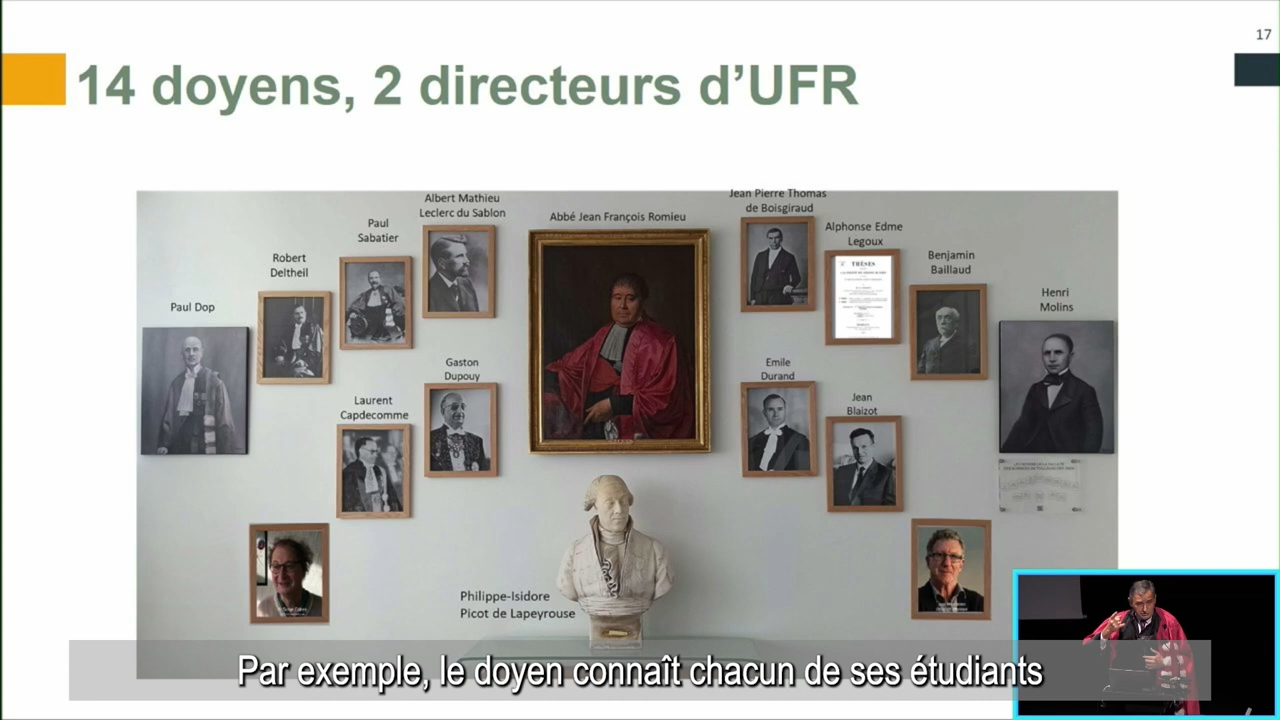 17
14 doyens, 2 directeurs d’UFR
Albert Mathieu
Leclerc du Sablon
Jean Pierre Thomas
de Boisgiraud
Abbé Jean François Romieu
Paul
Sabatier
Alphonse Edme
Legoux
Robert
Deltheil
Benjamin
Baillaud
Paul Dop
Henri
Molins
THÈSES
Gaston
Dupouy
Emile
Durand
Laurent
Capdecomme
Jean
Blaizot
Philippe-Isidore
Picot de Lapeyrouse
Par exemple, le doyen connaît chacun de ses étudiants